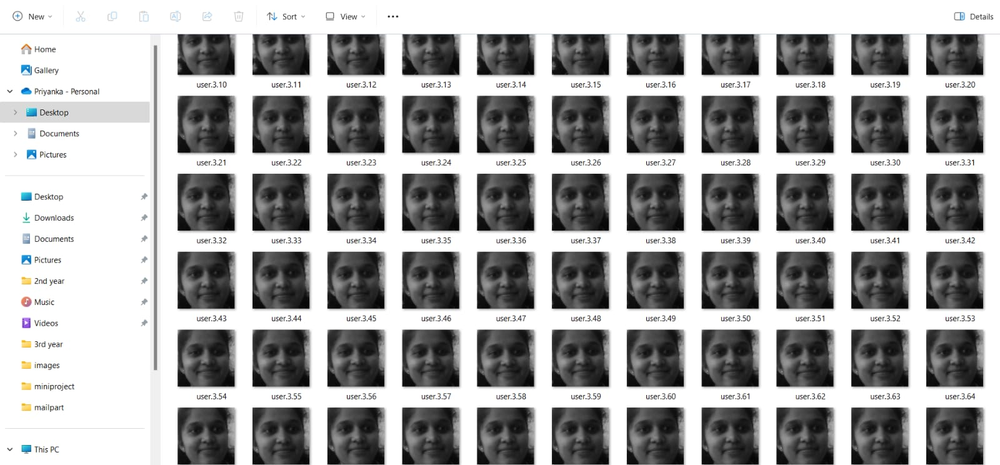 New
Sort
View
Details
Home
Gallery
Priyanka - Personal
Desktop
Documents
Pictures
Desktop
Downloads
Documents
Pictures
2nd year
Music
Videos
3rd year
images
miniproject
mailpart
This PC
user.3.10 user.3.11 user.3.12 user.3.13 user.3.14 user.3.15 user.3.16 user.3.17 user.3.18 user.3.19 user.3.20
user.3.21 user.3.22 user.3.23 user.3.24 user.3.25 user.3.26 user.3.27 user.3.28 user.3.29 user.3.30 user.3.31
user.3.32 user.3.33 user.3.34 user.3.35 user.3.36 user.3.37 user.3.38 user.3.39 user.3.40 user.3.41 user.3.42
user.3.43 user.3.44 user.3.45 user.3.46 user.3.47 user.3.48 user.3.49 user.3.50 user.3.51 user.3.52 user.3.53
user.3.54 user.3.55 user.3.56 user.3.57 user.3.58 user.3.59 user.3.60 user.3.61 user.3.62 user.3.63 user.3.64